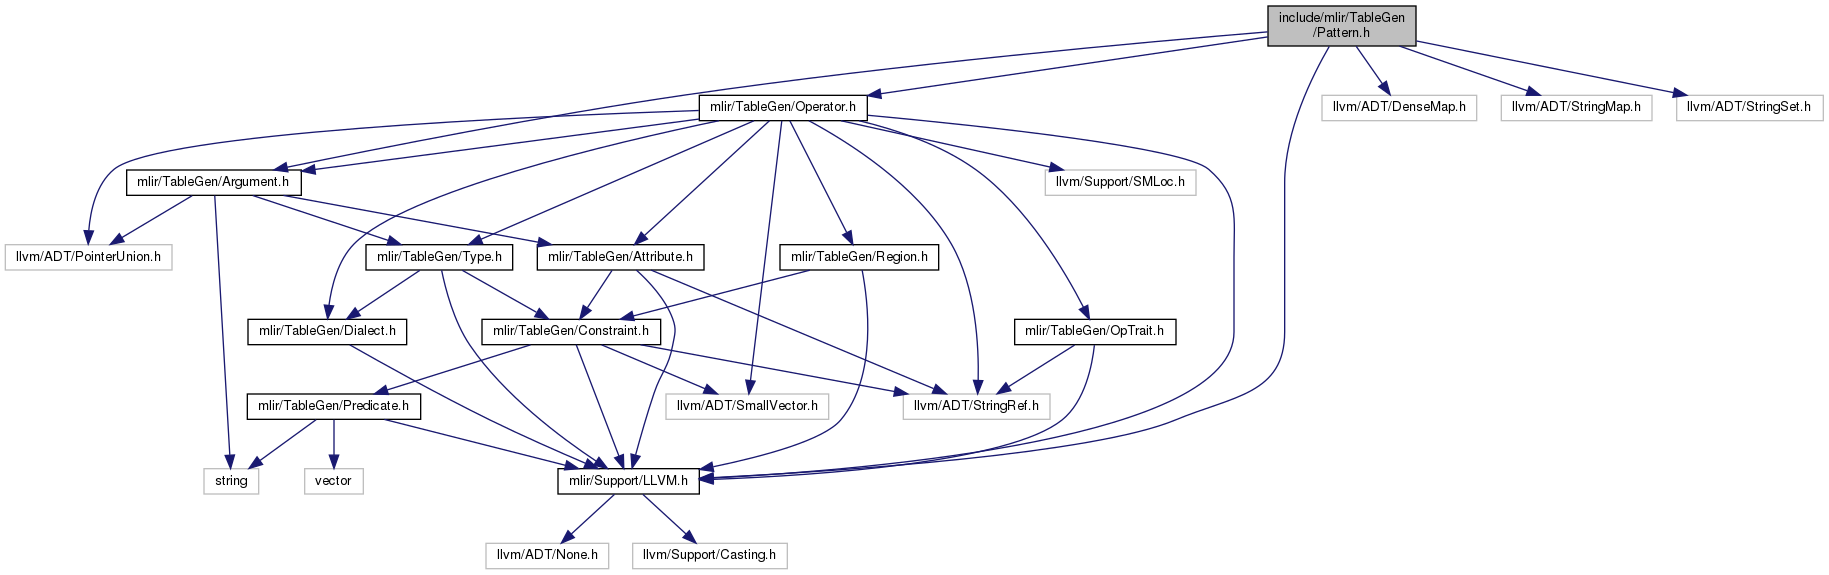 include/mlir/TableGen
/Pattern.h
mlir/TableGen/Operator.h
llvm/ADT/DenseMap.h
llvm/ADT/StringMap.h
llvm/ADT/StringSet.h
mlir/TableGen/Argument.h
llvm/Support/SMLoc.h
llvm/ADT/PointerUnion.h
mlir/TableGen/Type.h
mlir/TableGen/Attribute.h
mlir/TableGen/Region.h
mlir/TableGen/Dialect.h
mlir/TableGen/Constraint.h
mlir/TableGen/OpTrait.h
mlir/TableGen/Predicate.h
llvm/ADT/SmallVector.h
llvm/ADT/StringRef.h
string
vector
mlir/Support/LLVM.h
llvm/ADT/None.h
llvm/Support/Casting.h